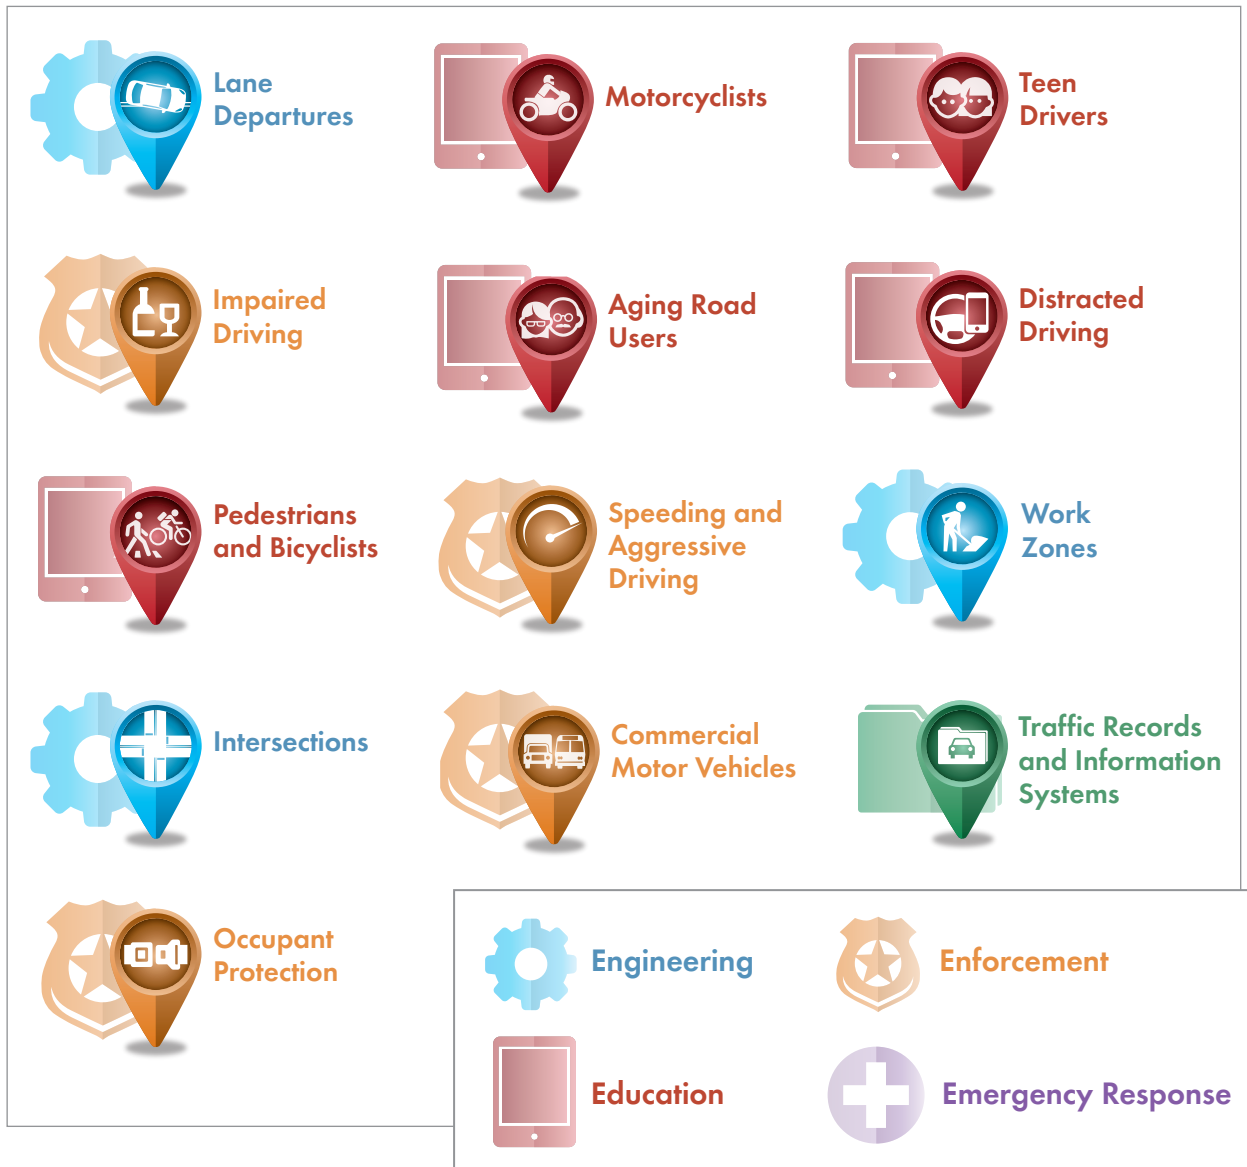 Lane
Departures
Motorcyclists
Teen
Drivers
Impaired
Driving
Aging Road
Users
Distracted
Driving
Pedestrians
and Bicyclists
Speeding and
Aggressive
Driving
Work
Zones
Intersections
Commercial
Motor Vehicles
Traffic Records
and Information
Systems
Occupant
Protection
Engineering
Enforcement
Education
Emergency Response